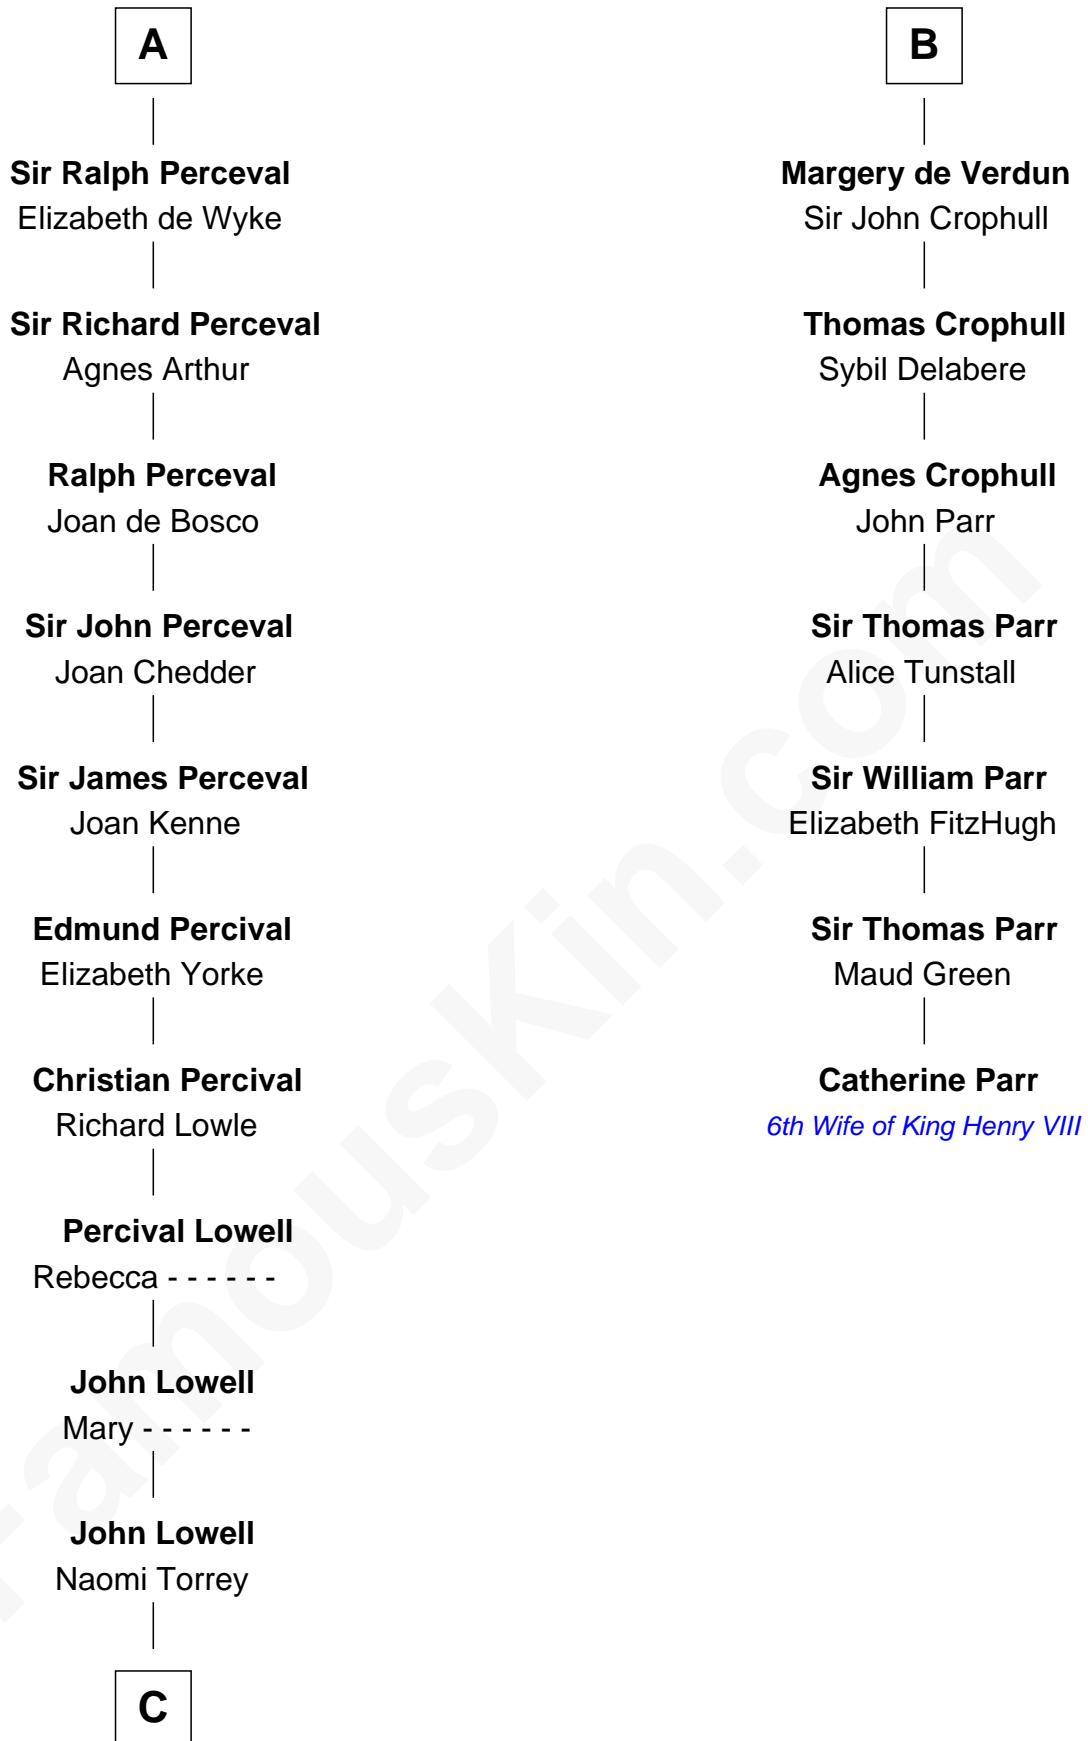 A
Sir Ralph Perceval
Elizabeth de Wyke
Sir Richard Perceval
Agnes Arthur
Ralph Perceval
Joan de Bosco
Sir John Perceval
Joan Chedder
Sir James Perceval
Joan Kenne
Edmund Percival
Elizabeth Yorke
Christian Percival
Richard Lowle
Percival Lowell
Rebecca - - - - - -
John Lowell
Mary - - - - - -
John Lowell
Naomi Torrey
C
B
Margery de Verdun
Sir John Crophull
Thomas Crophull
Sybil Delabere
Agnes Crophull
John Parr
Sir Thomas Parr
Alice Tunstall
Sir William Parr
Elizabeth FitzHugh
Sir Thomas Parr
Maud Green
Catherine Parr
6th Wife of King Henry VIII
FamousKin.com